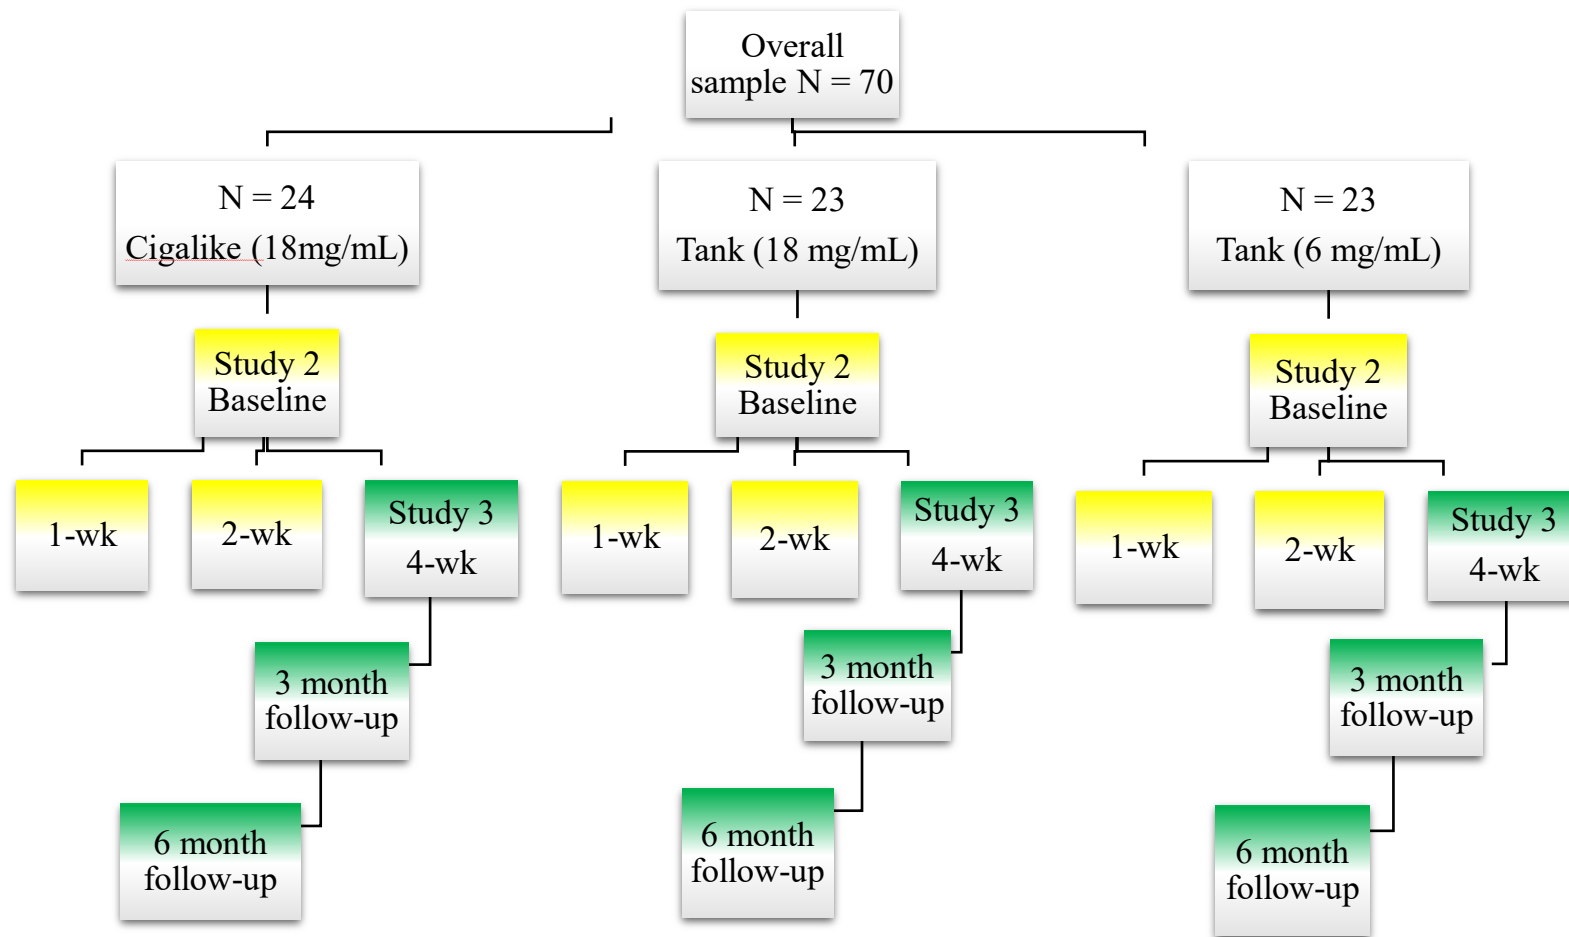 Overall
sample N = 70
N = 24
Cigalike (18mg/mL)
N = 23
Tank (18 mg/mL)
N = 23
Tank (6 mg/mL)
Study 2
Baseline
Study 2
Baseline
Study 2
Baseline
1-wk
2-wk
Study 3
4-wk
1-wk
2-wk
Study 3
4-wk
1-wk
2-wk
Study 3
4-wk
3 month
follow-up
3 month
follow-up
3 month
follow-up
6 month
follow-up
6 month
follow-up
6 month
follow-up